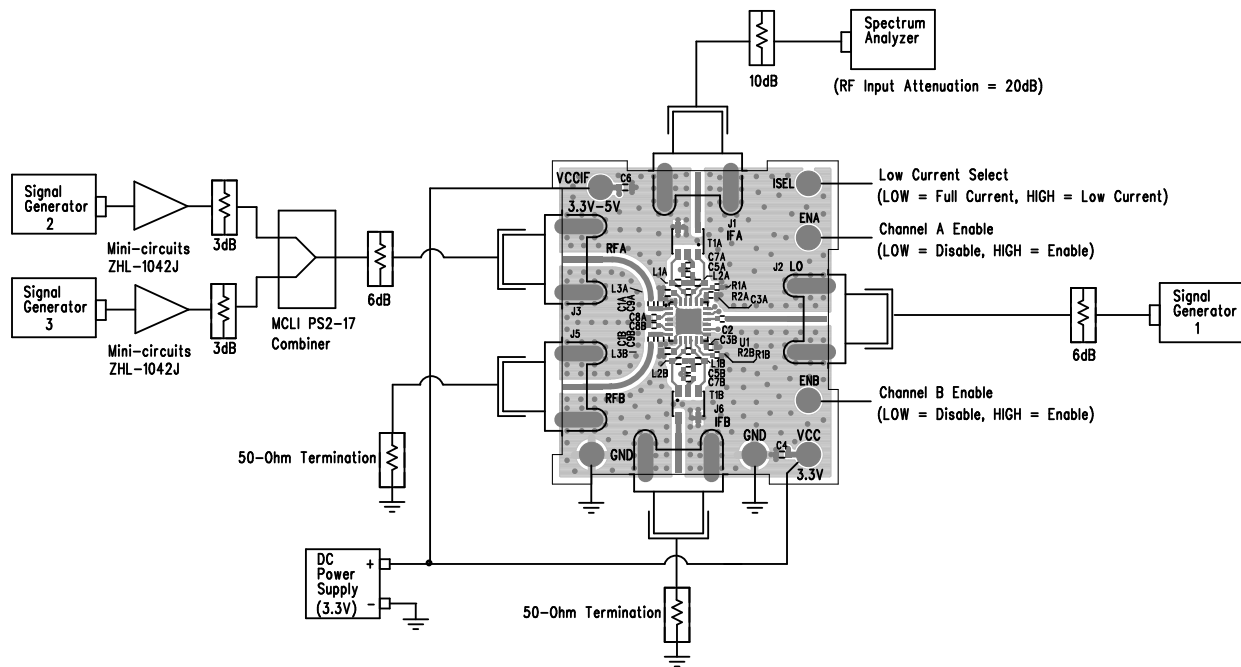 Spectrum
Analyzer
10dB
(RF Input Attenuation = 20dB)
Signal
Generator
2
Mini-circuits
ZHL-1042J
3dB
Signal
Generator
3
Mini-circuits
ZHL-1042J
3dB
MCLI PS2-17
Combiner
6dB
VCCIF
C6
3.3V-5V
ISEL
Low Current Select
(LOW = Full Current, HIGH = Low Current)
ENA
Channel A Enable
(LOW = Disable, HIGH = Enable)
J1
IFA
T1A
C7A
C5A
L1A
L2A
RFA
L3A
C1A
C9A
R1A
R2A
C3A
J2 LO
J3
C8A
C8B
J5
C1B
C9B
L3B
C2
C3B
U1
R2B
R1B
L2B
L1B
C5B
C7B
T1B
RFB
J6
IFB
Signal
Generator
1
6dB
ENB
Channel B Enable
(LOW = Disable, HIGH = Enable)
GND
GND
C4
VCC
3.3V
50-Ohm Termination
DC
Power
Supply
(3.3V)
+
-
50-Ohm Termination